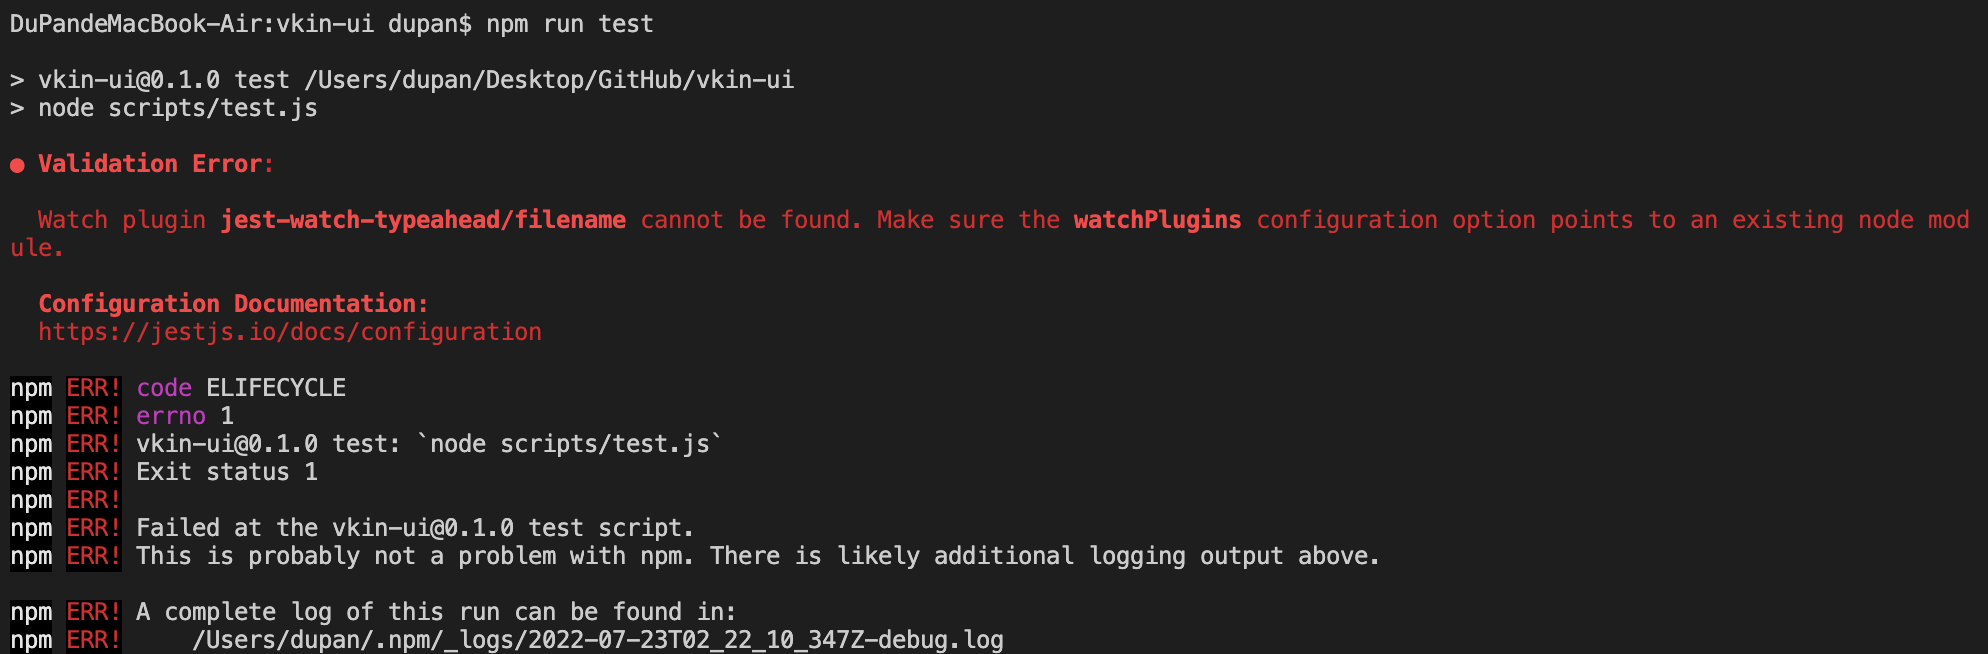 DuPandeMacBook-Air:vkin-ui dupan$ npm run test
> vkin-ui@0.1.0 test /Users/dupan/Desktop/GitHub/vkin-ui
> node scripts/test.js
● Validation Error:
Watch plugin jest-watch-typeahead/filename cannot be found. Make sure the watchPlugins configuration option points to an existing node mod
ule.
Configuration Documentation:
https://jestjs.io/docs/configuration
npm ERR! code ELIFECYCLE
npm ERR! errno 1
npm ERR! vkin-ui@0.1.0 test: `node scripts/test.js`
npm ERR! Exit status 1
npm ERR!
npm ERR! Failed at the vkin-ui@0.1.0 test script.
npm ERR! This is probably not a problem with npm. There is likely additional logging output above.
npm ERR! A complete log of this run can be found in:
npm ERR!     /Users/dupan/.npm/_logs/2022-07-23T02_22_10_347Z-debug.log